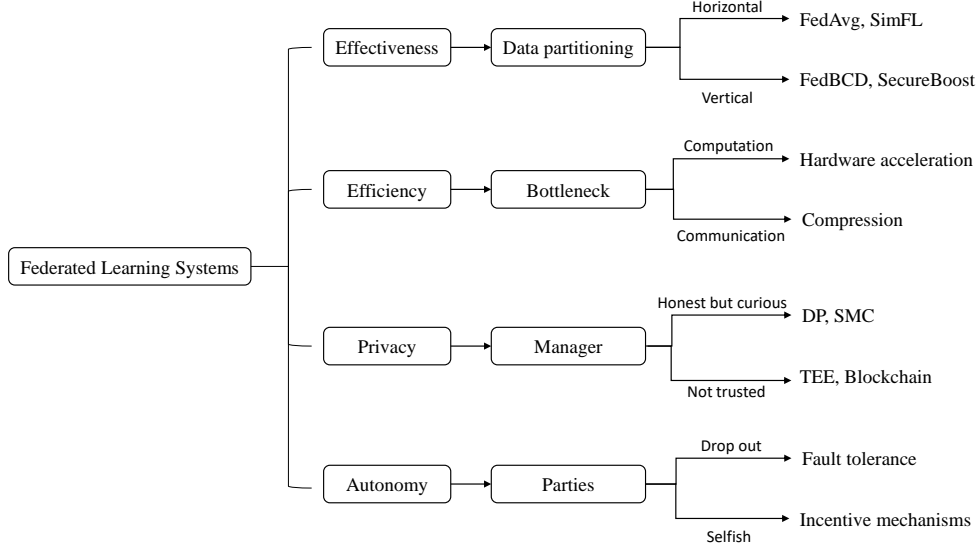 Horizontal
FedAvg, SimFL
Effectiveness
Data partitioning
FedBCD, SecureBoost
Vertical
Computation
Hardware acceleration
Efficiency
Bottleneck
Compression
Communication
Federated Learning Systems
Honest but curious
DP, SMC
Privacy
Manager
TEE, Blockchain
Not trusted
Drop out
Fault tolerance
Autonomy
Parties
Incentive mechanisms
Selfish